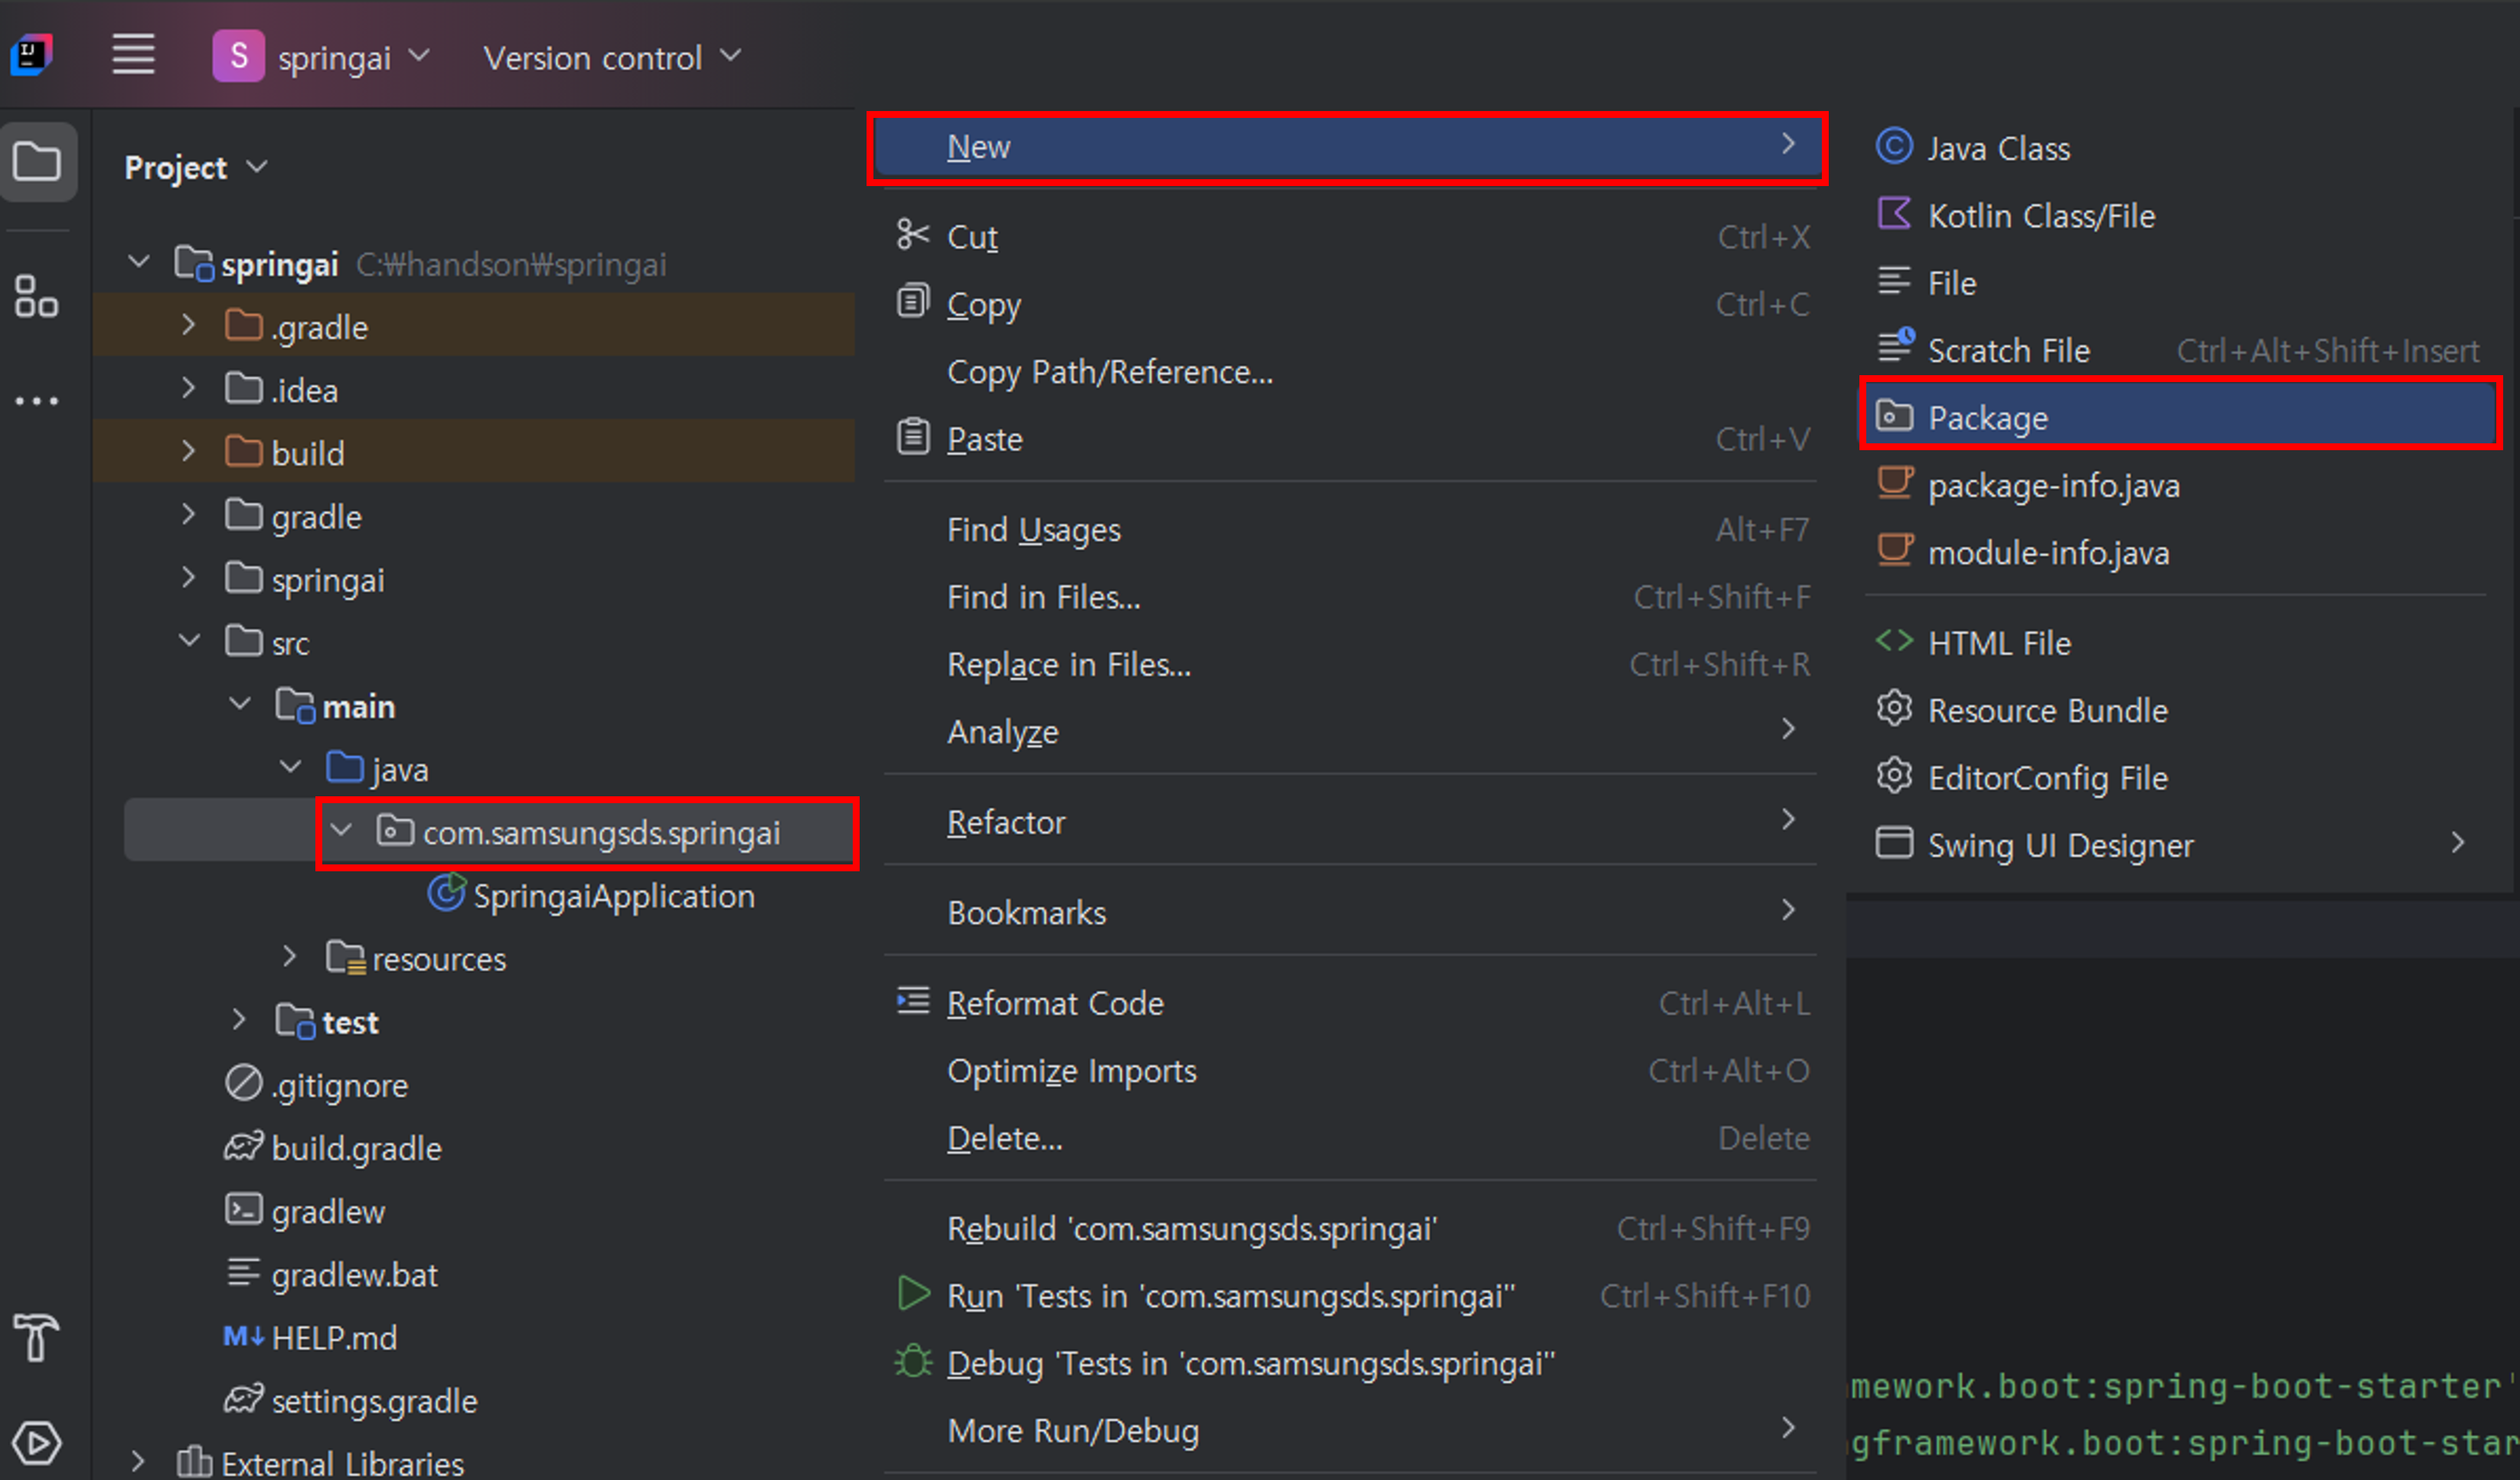 IJ
S springai Version control
Project
springai C:₩handson₩springai
.gradle
.idea
build
gradle
springai
src
main
java
com.samsungsds.springai
SpringaiApplication
resources
test
.gitignore
build.gradle
gradlew
gradlew.bat
M↓ HELP.md
settings.gradle
External Libraries
New
Cut Ctrl+X
Copy Ctrl+C
Copy Path/Reference...
Paste Ctrl+V
Find Usages Alt+F7
Find in Files... Ctrl+Shift+F
Replace in Files... Ctrl+Shift+R
Analyze
Refactor
Bookmarks
Reformat Code Ctrl+Alt+L
Optimize Imports Ctrl+Alt+O
Delete... Delete
Rebuild 'com.samsungsds.springai' Ctrl+Shift+F9
Run 'Tests in 'com.samsungsds.springai'' Ctrl+Shift+F10
Debug 'Tests in 'com.samsungsds.springai''
More Run/Debug
Java Class
Kotlin Class/File
File
Scratch File Ctrl+Alt+Shift+Insert
Package
package-info.java
module-info.java
HTML File
Resource Bundle
EditorConfig File
Swing UI Designer
mework.boot:spring-boot-starter'
gframework.boot:spring-boot-star